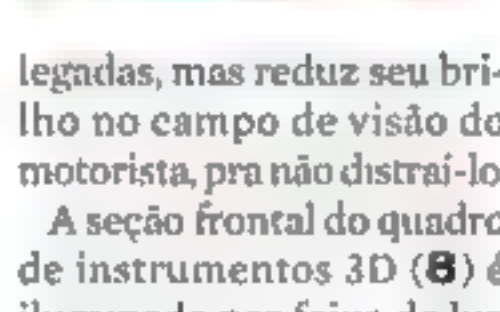 legadas, mas reduz seu bri-
lho no campo de visão do
motorista, pra não distraí-lo
A seção frontal do quadro
de instrumentos 3D (B) é